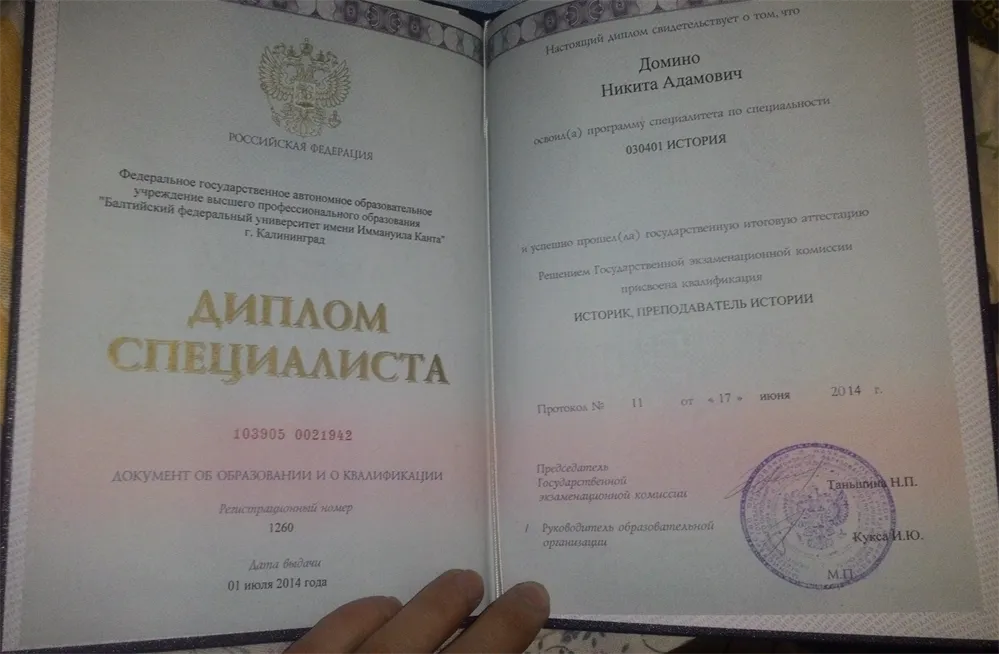 РОССИЙСКАЯ ФЕДЕРАЦИЯ
Федеральное государственное автономное образовательное
учреждение высшего профессионального образования
"Балтийский федеральный университет имени Иммануила Канта"
г. Калининград
ДИПЛОМ
СПЕЦИАЛИСТА
103905 0021942
ДОКУМЕНТ ОБ ОБРАЗОВАНИИ И О КВАЛИФИКАЦИИ
Регистрационный номер
1260
Дата выдачи
01 июля 2014 года
Настоящий диплом свидетельствует о том, что
Домино
Никита Адамович
освоил(а) программу специалитета по специальности
030401 ИСТОРИЯ
и успешно прошел(ла) государственную итоговую аттестацию
Решением Государственной экзаменационной комиссии
присвоена квалификация
ИСТОРИК, ПРЕПОДАВАТЕЛЬ ИСТОРИИ
Протокол № 11 от « 17 » июня 2014 г.
Председатель
Государственной
экзаменационной комиссии
Таньшина Н.П.
/ Руководитель образовательной
организации
Кукса И.Ю.
М.П.